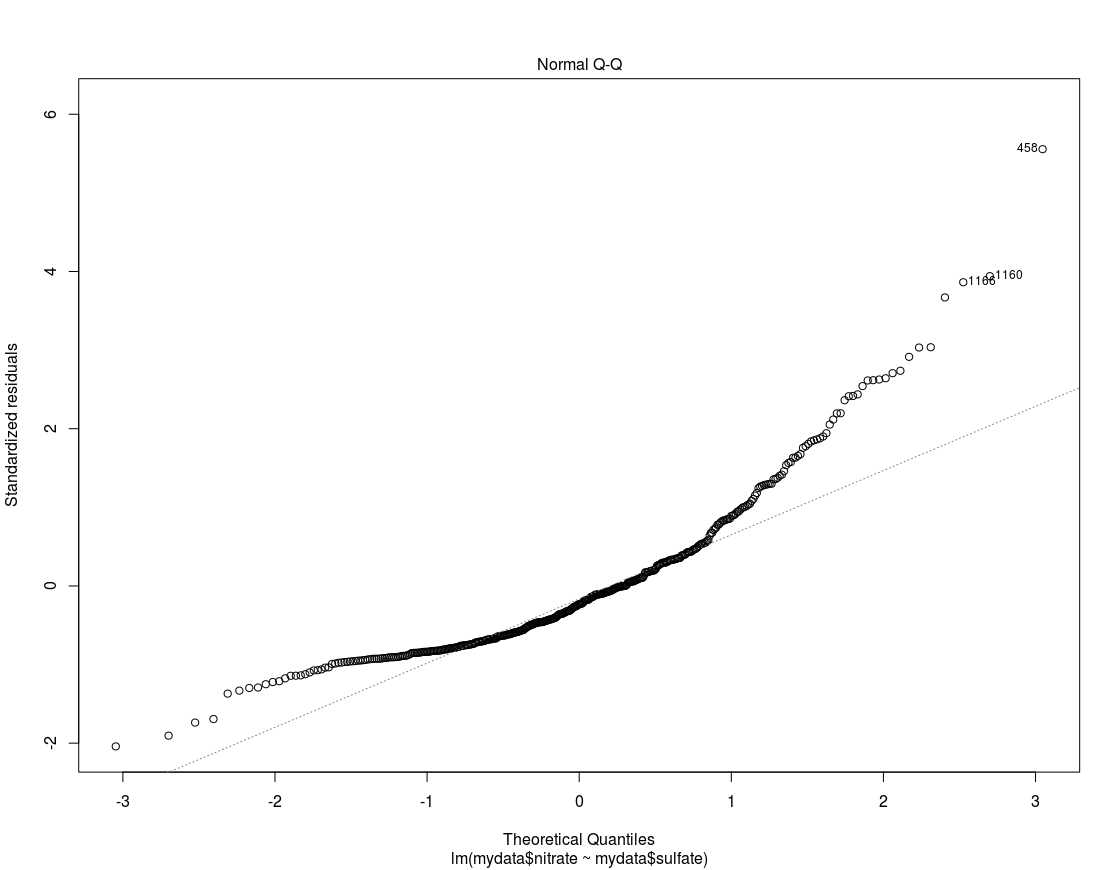 Normal Q-Q
6
458
4
1160
1166
Standardized residuals
2
0
-2
-3 -2 -1 0 1 2 3
Theoretical Quantiles
lm(mydata$nitrate ~ mydata$sulfate)